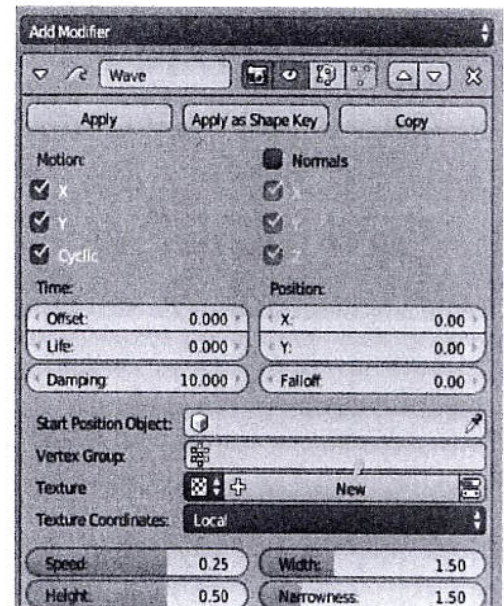 Add Modifier
Wave
Apply Apply as Shape Key Copy
Motion: Normals
X X
Y Y
Cyclic Z
Time: Position:
Offset: 0.000 X: 0.00
Life: 0.000 Y: 0.00
Damping: 10.000 Falloff: 0.00
Start Position Object:
Vertex Group:
Texture New
Texture Coordinates: Local
Speed: 0.25 Width: 1.50
Height: 0.50 Narrowness: 1.50